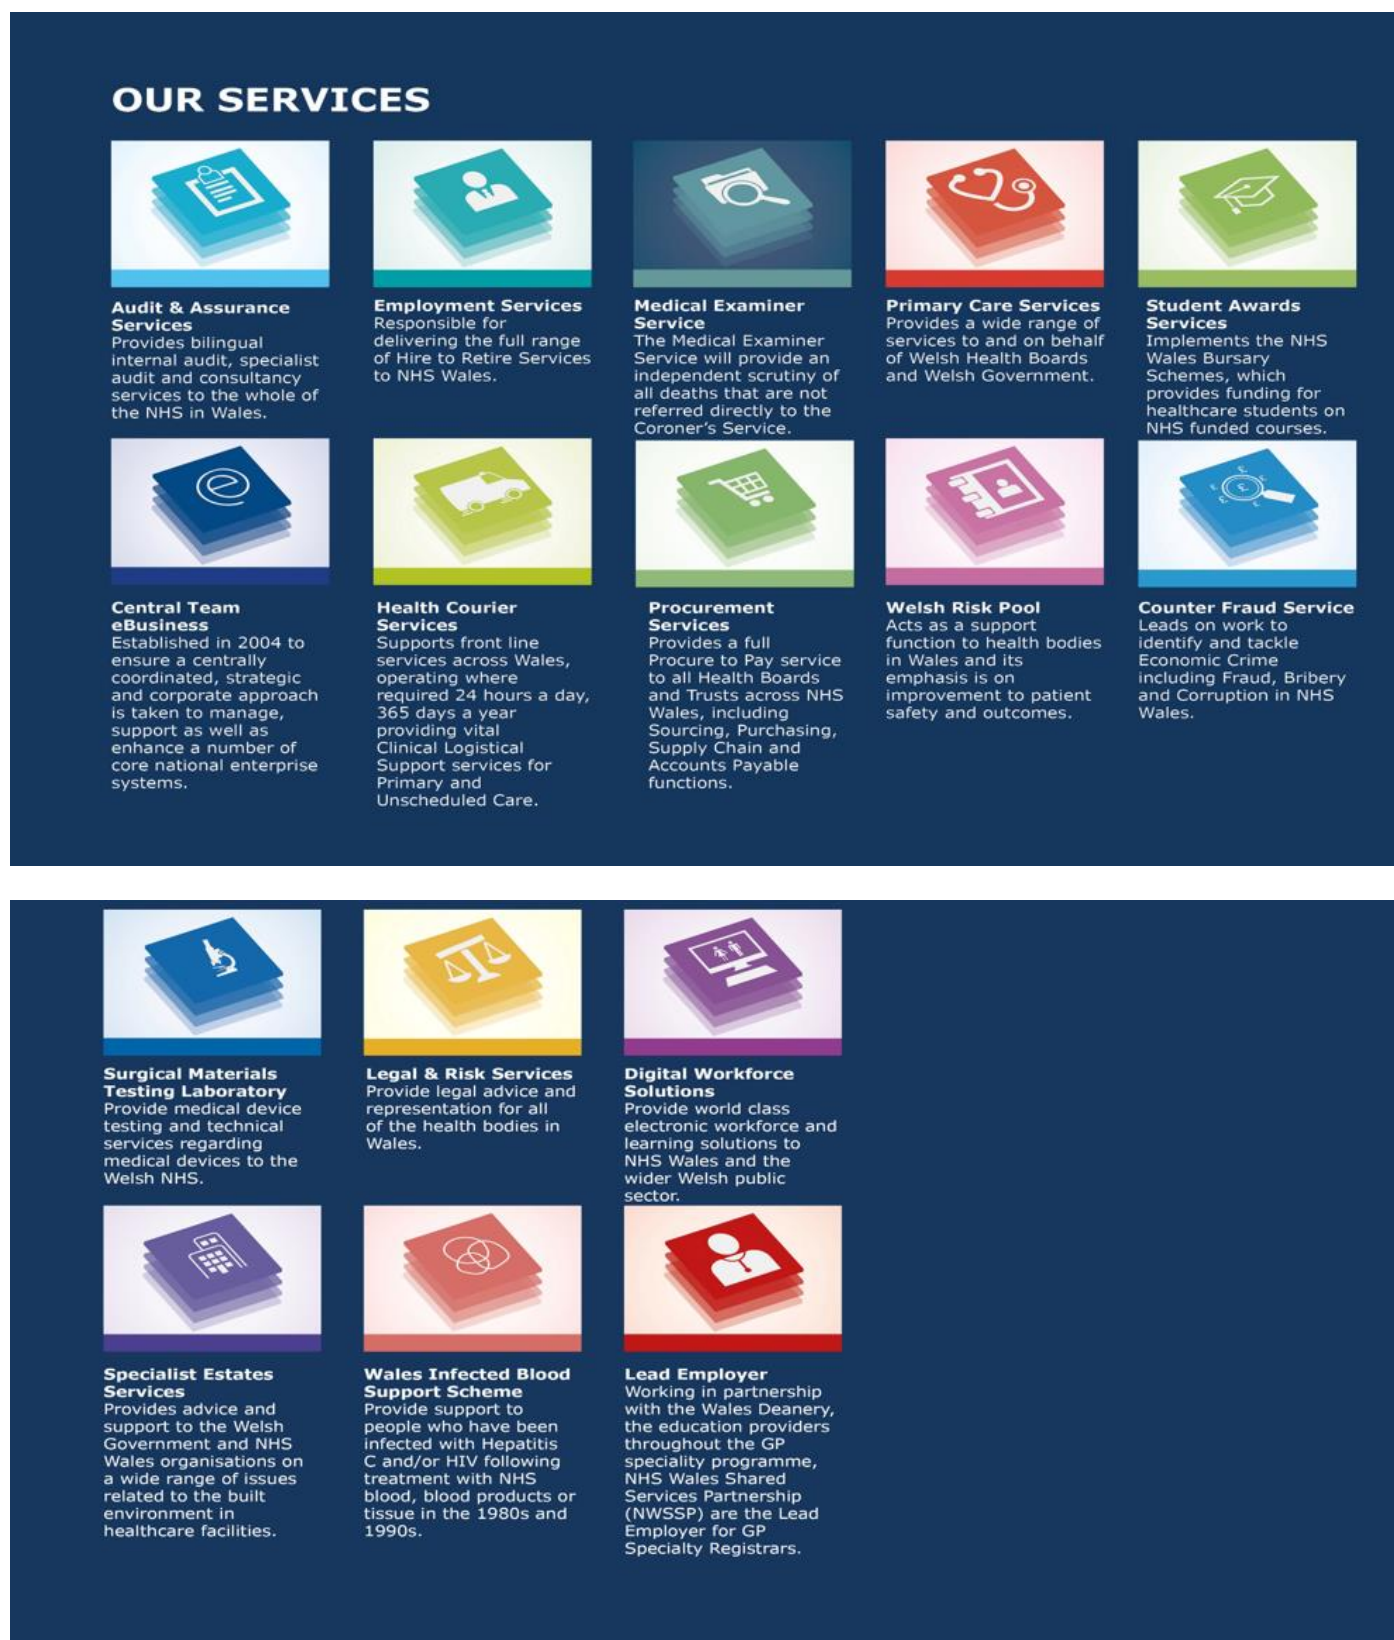 OUR SERVICES
Audit & Assurance
Services
Provides bilingual
internal audit, specialist
audit and consultancy
services to the whole of
the NHS in Wales.
Employment Services
Responsible for
delivering the full range
of Hire to Retire Services
to NHS Wales.
Medical Examiner
Service
The Medical Examiner
Service will provide an
independent scrutiny of
all deaths that are not
referred directly to the
Coroner's Service.
Primary Care Services
Provides a wide range of
services to and on behalf
of Welsh Health Boards
and Welsh Government.
Student Awards
Services
Implements the NHS
Wales Bursary
Schemes, which
provides funding for
healthcare students on
NHS funded courses.
Central Team
eBusiness
Established in 2004 to
ensure a centrally
coordinated, strategic
and corporate approach
is taken to manage,
support as well as
enhance a number of
core national enterprise
systems.
Health Courier
Services
Supports front line
services across Wales,
operating where
required 24 hours a day,
365 days a year
providing vital
Clinical Logistical
Support services for
Primary and
Unscheduled Care.
Procurement
Services
Provides a full
Procure to Pay service
to all Health Boards
and Trusts across NHS
Wales, including
Sourcing, Purchasing,
Supply Chain and
Accounts Payable
functions.
Welsh Risk Pool
Acts as a support
function to health bodies
in Wales and its
emphasis is on
improvement to patient
safety and outcomes.
Counter Fraud Service
Leads on work to
identify and tackle
Economic Crime
including Fraud, Bribery
and Corruption in NHS
Wales.
Surgical Materials
Testing Laboratory
Provide medical device
testing and technical
services regarding
medical devices to the
Welsh NHS.
Legal & Risk Services
Provide legal advice and
representation for all
of the health bodies in
Wales.
Digital Workforce
Solutions
Provide world class
electronic workforce and
learning solutions to
NHS Wales and the
wider Welsh public
sector.
Specialist Estates
Services
Provides advice and
support to the Welsh
Government and NHS
Wales organisations on
a wide range of issues
related to the built
environment in
healthcare facilities.
Wales Infected Blood
Support Scheme
Provide support to
people who have been
infected with Hepatitis
C and/or HIV following
treatment with NHS
blood, blood products or
tissue in the 1980s and
1990s.
Lead Employer
Working in partnership
with the Wales Deanery,
the education providers
throughout the GP
speciality programme,
NHS Wales Shared
Services Partnership
(NWSSP) are the Lead
Employer for GP
Specialty Registrars.